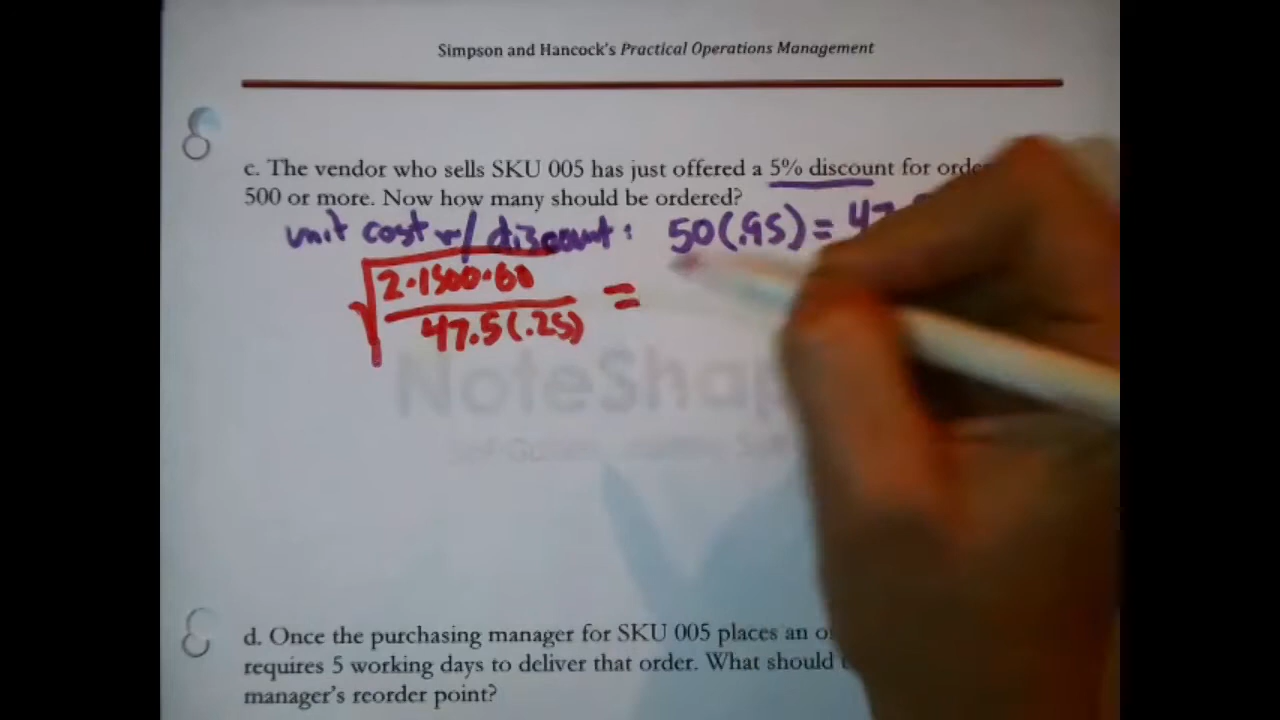 Simpson and Hancock's Practical Operations Management
c. The vendor who sells SKU 005 has just offered a 5% discount for
500 or more. Now how many should be ordered?
unit cost w/ discount: 50(.95) = 47.
√ 2·1500·60
47.5(.25) =
NoteShap
d. Once the purchasing manager for SKU 005 places an
requires 5 working days to deliver that order. What should
manager's reorder point?